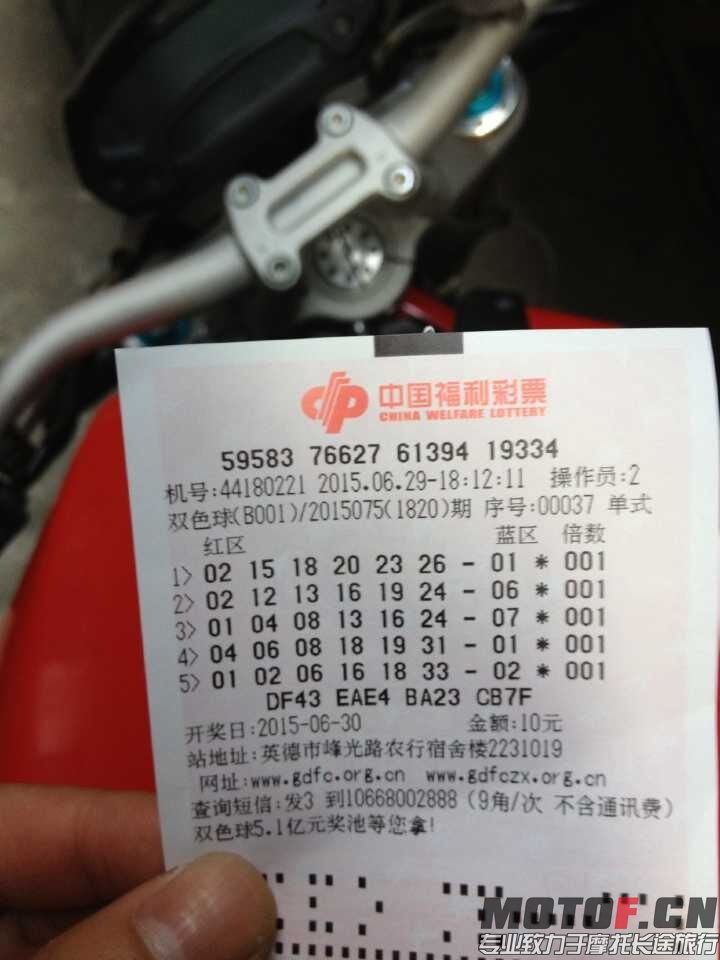 中国福利彩票
CHINA WELFARE LOTTERY
59583 76627 61394 19334
机号:44180221 2015.06.29-18:12:11 操作员:2
双色球(B001)/2015075(1820)期 序号:00037 单式
红区 蓝区 倍数
1> 02 15 18 20 23 26 - 01 * 001
2> 02 12 13 16 19 24 - 06 * 001
3> 01 04 08 13 16 24 - 07 * 001
4> 04 06 08 18 19 31 - 01 * 001
5> 01 02 06 16 18 33 - 02 * 001
DF43 EAE4 BA23 CB7F
开奖日:2015-06-30 金额:10元
站地址:英德市峰光路农行宿舍楼2231019
网址:www.gdfc.org.cn www.gdfczx.org.cn
查询短信:发3 到10668002888 (9角/次 不含通讯费)
双色球5.1亿元奖池等您拿!
MOTOF.CN
专业致力于摩托长途旅行